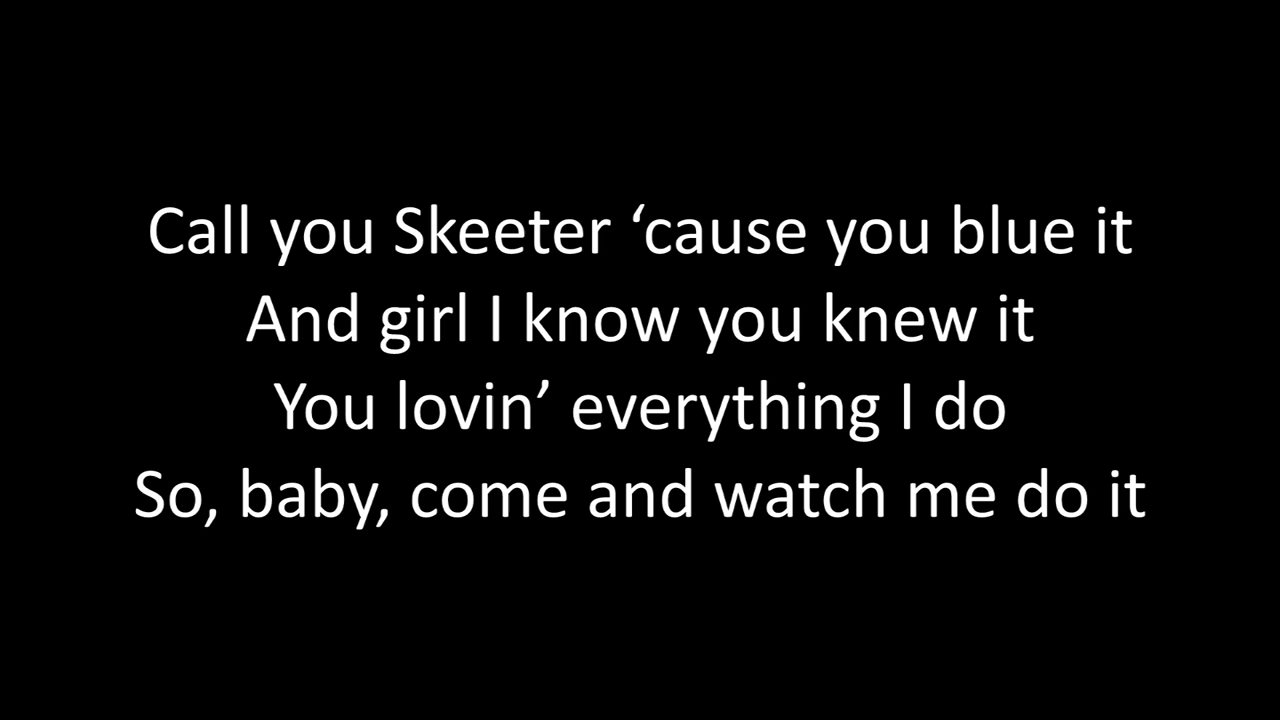 Call you Skeeter ‘cause you blue it
And girl I know you knew it
You lovin’ everything I do
So, baby, come and watch me do it